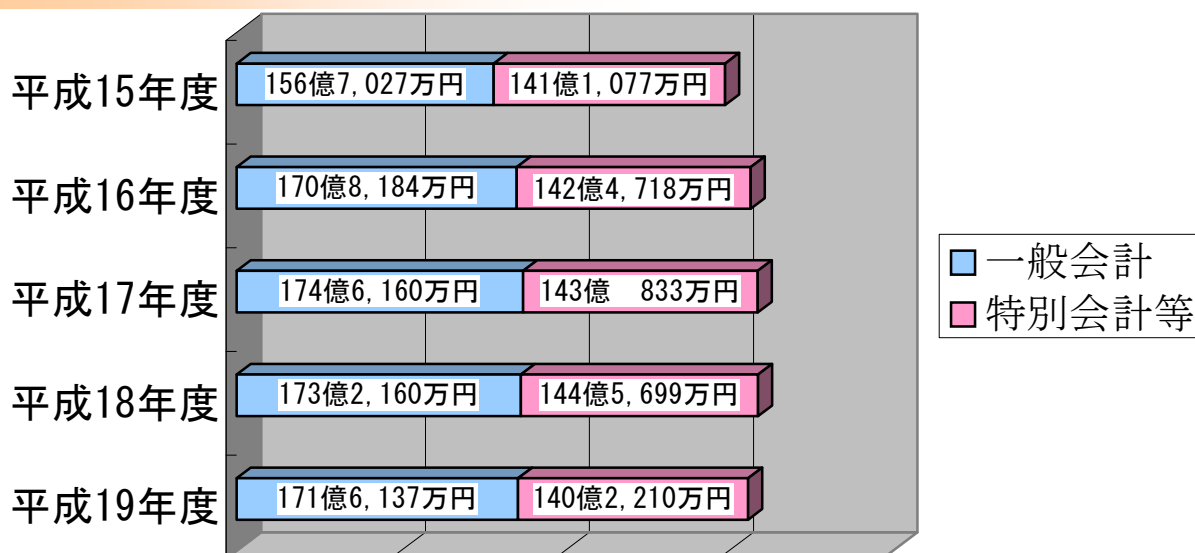 平成15年度 156億7,027万円 141億1,077万円
平成16年度 170億8,184万円 142億4,718万円
平成17年度 174億6,160万円 143億　833万円
平成18年度 173億2,160万円 144億5,699万円
平成19年度 171億6,137万円 140億2,210万円
一般会計
特別会計等